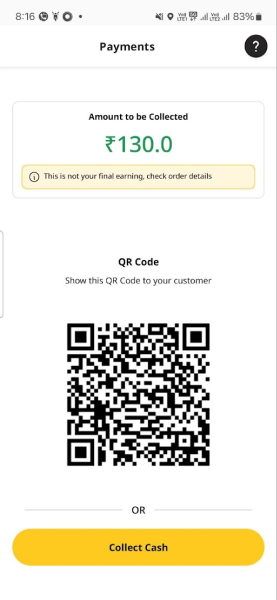 8:16 83%
Payments
?
Amount to be Collected
₹130.0
This is not your final earning, check order details
QR Code
Show this QR Code to your customer
OR
Collect Cash